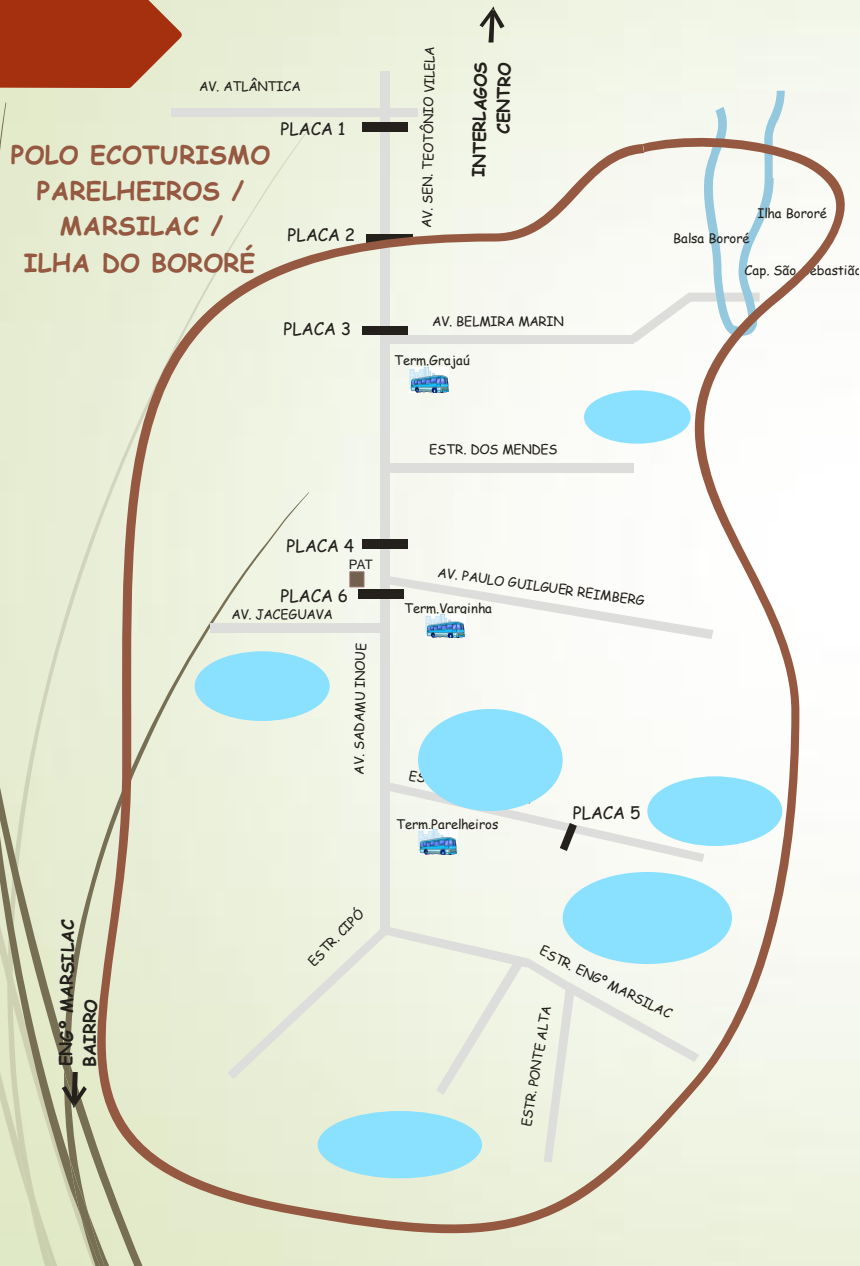 INTERLAGOS
CENTRO
AV. ATLÂNTICA
AV. SEN. TEOTÔNIO VILELA
PLACA 1
POLO ECOTURISMO
PARELHEIROS /
MARSILAC /
ILHA DO BORORÉ
PLACA 2
Ilha Bororé
Balsa Bororé
Cap. São
PLACA 3
AV. BELMIRA MARIN
Term.Grajaú
ESTR. DOS MENDES
PLACA 4
PAT
AV. PAULO GUILGUER REIMBERG
PLACA 6
Term.Varginha
AV. JACEGUAVA
AV. SADAMU INOUE
PLACA 5
Term.Parelheiros
ESTR. CIPÓ
ESTR. ENGº MARSILAC
ESTR. PONTE ALTA
ENGº MARSILAC
BAIRRO